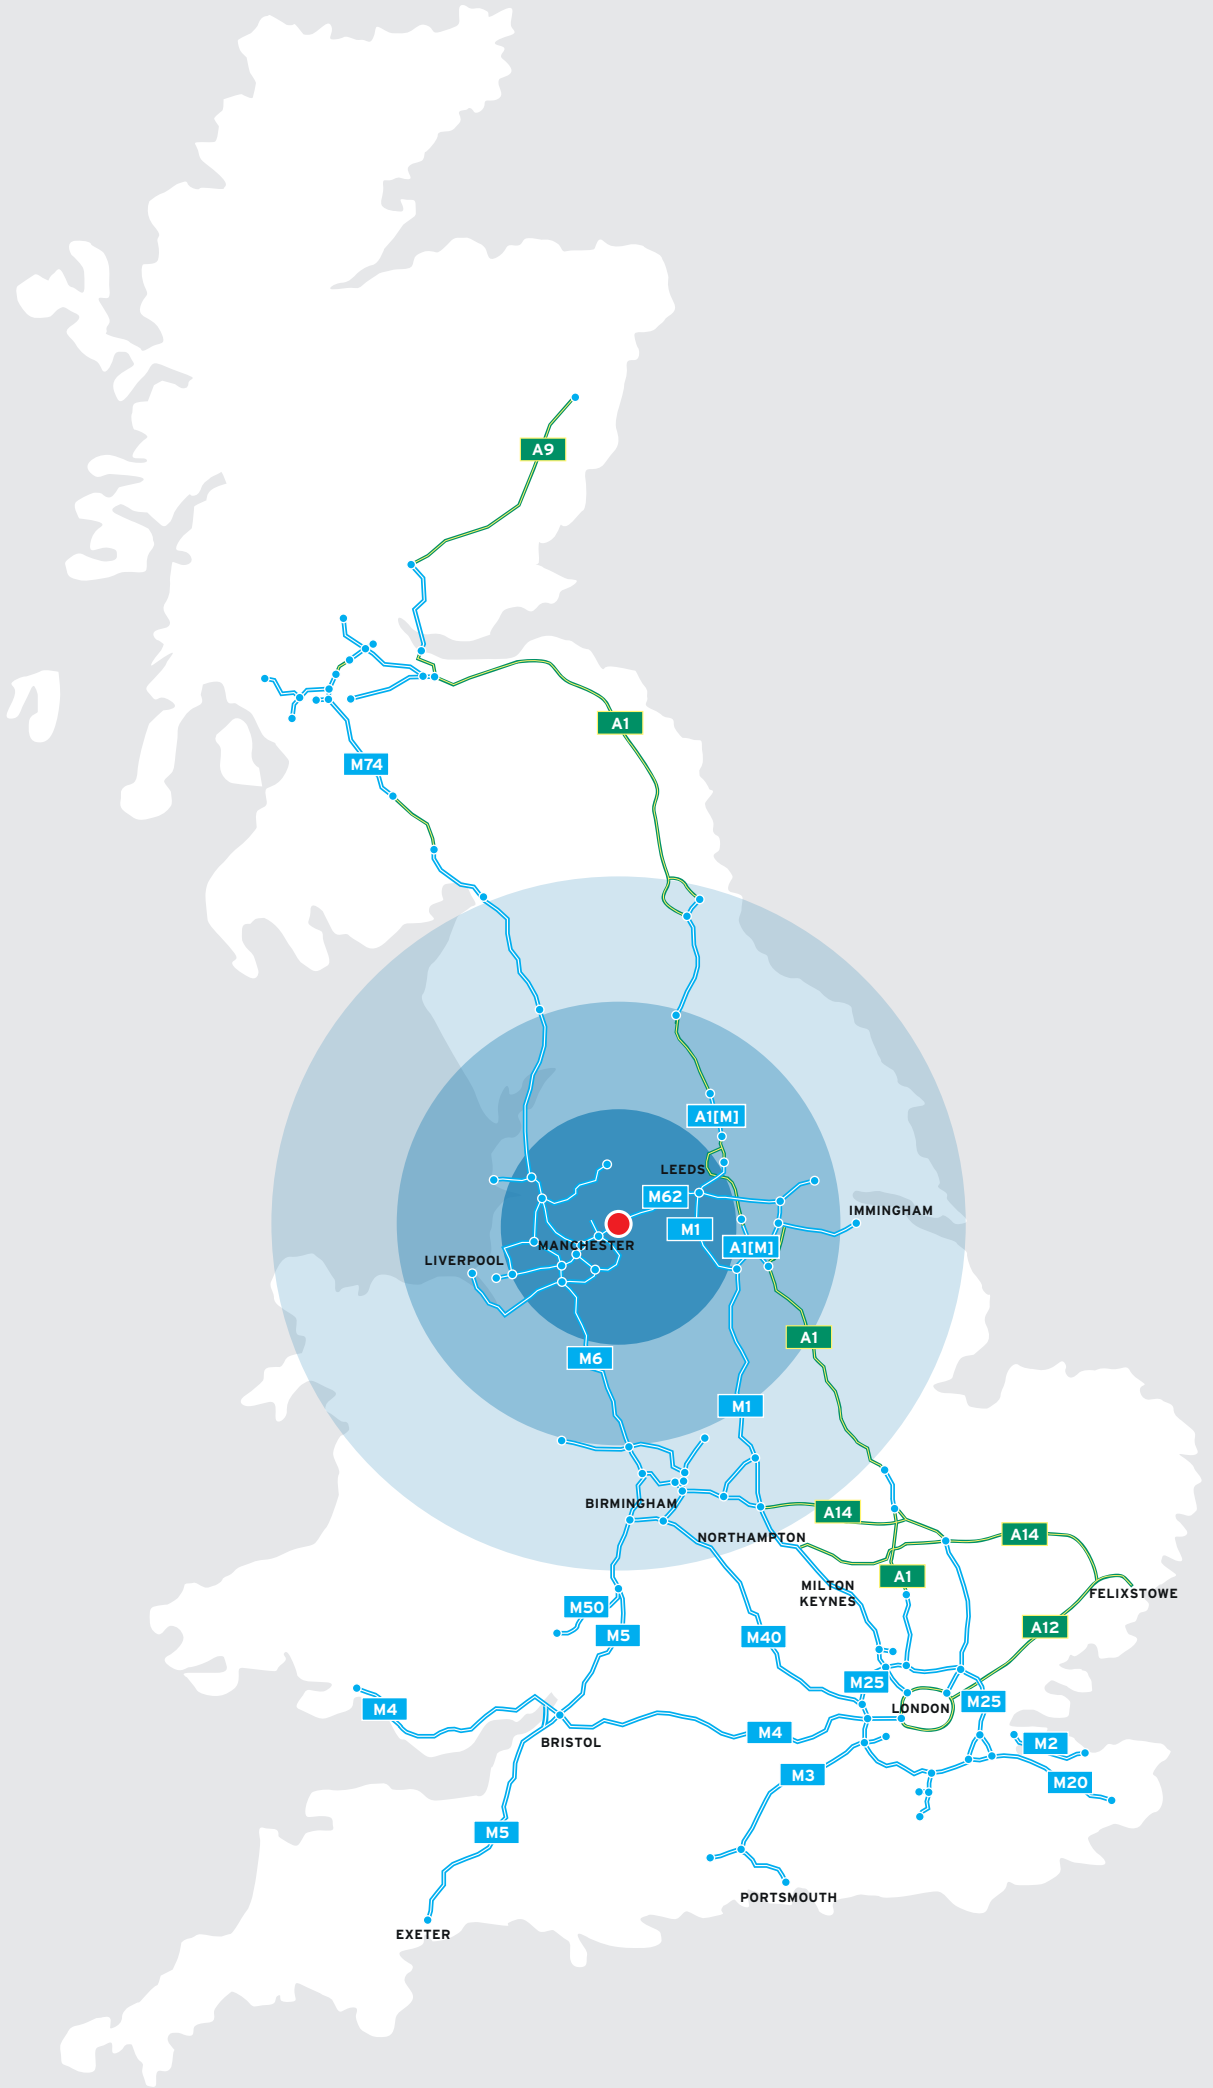 A9
A1
M74
A1[M]
LEEDS
M62
IMMINGHAM
M1
MANCHESTER
A1[M]
LIVERPOOL
A1
M6
M1
BIRMINGHAM
A14
A14
NORTHAMPTON
A1
MILTON
KEYNES
FELIXSTOWE
M50
A12
M5
M40
M25
M25
M4
LONDON
M4
BRISTOL
M2
M3
M20
M5
PORTSMOUTH
EXETER